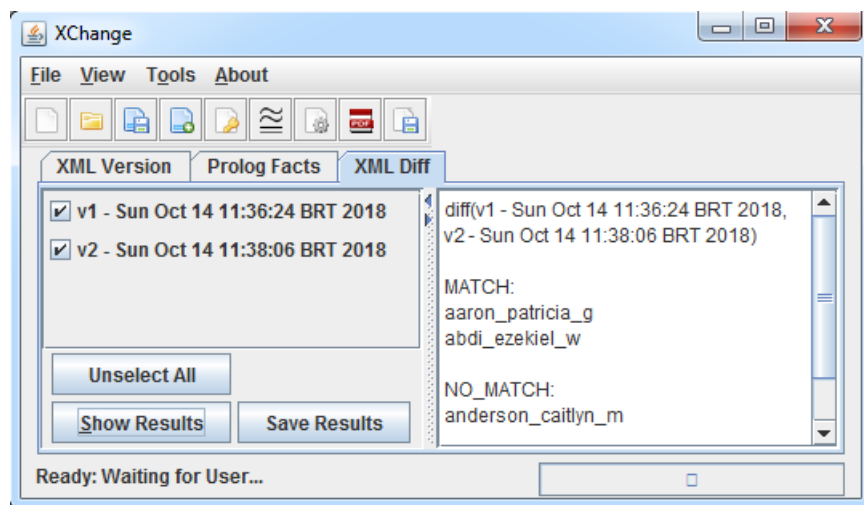 XChange
File View Tools About
PDF
XML Version Prolog Facts XML Diff
v1 - Sun Oct 14 11:36:24 BRT 2018
v2 - Sun Oct 14 11:38:06 BRT 2018
Unselect All
Show Results Save Results
diff(v1 - Sun Oct 14 11:36:24 BRT 2018,
v2 - Sun Oct 14 11:38:06 BRT 2018)
MATCH:
aaron_patricia_g
abdi_ezekiel_w
NO_MATCH:
anderson_caitlyn_m
Ready: Waiting for User...